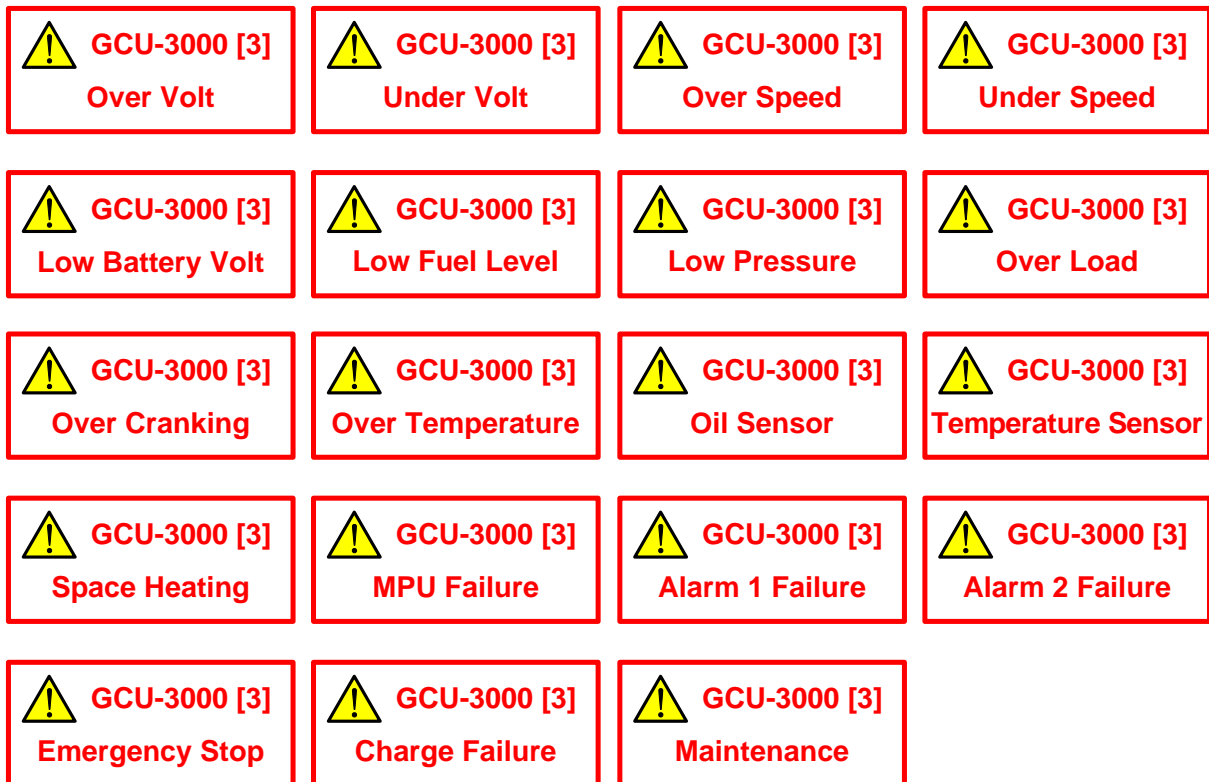 GCU-3000 [3]
Over Volt
GCU-3000 [3]
Under Volt
GCU-3000 [3]
Over Speed
GCU-3000 [3]
Under Speed
GCU-3000 [3]
Low Battery Volt
GCU-3000 [3]
Low Fuel Level
GCU-3000 [3]
Low Pressure
GCU-3000 [3]
Over Load
GCU-3000 [3]
Over Cranking
GCU-3000 [3]
Over Temperature
GCU-3000 [3]
Oil Sensor
GCU-3000 [3]
Temperature Sensor
GCU-3000 [3]
Space Heating
GCU-3000 [3]
MPU Failure
GCU-3000 [3]
Alarm 1 Failure
GCU-3000 [3]
Alarm 2 Failure
GCU-3000 [3]
Emergency Stop
GCU-3000 [3]
Charge Failure
GCU-3000 [3]
Maintenance